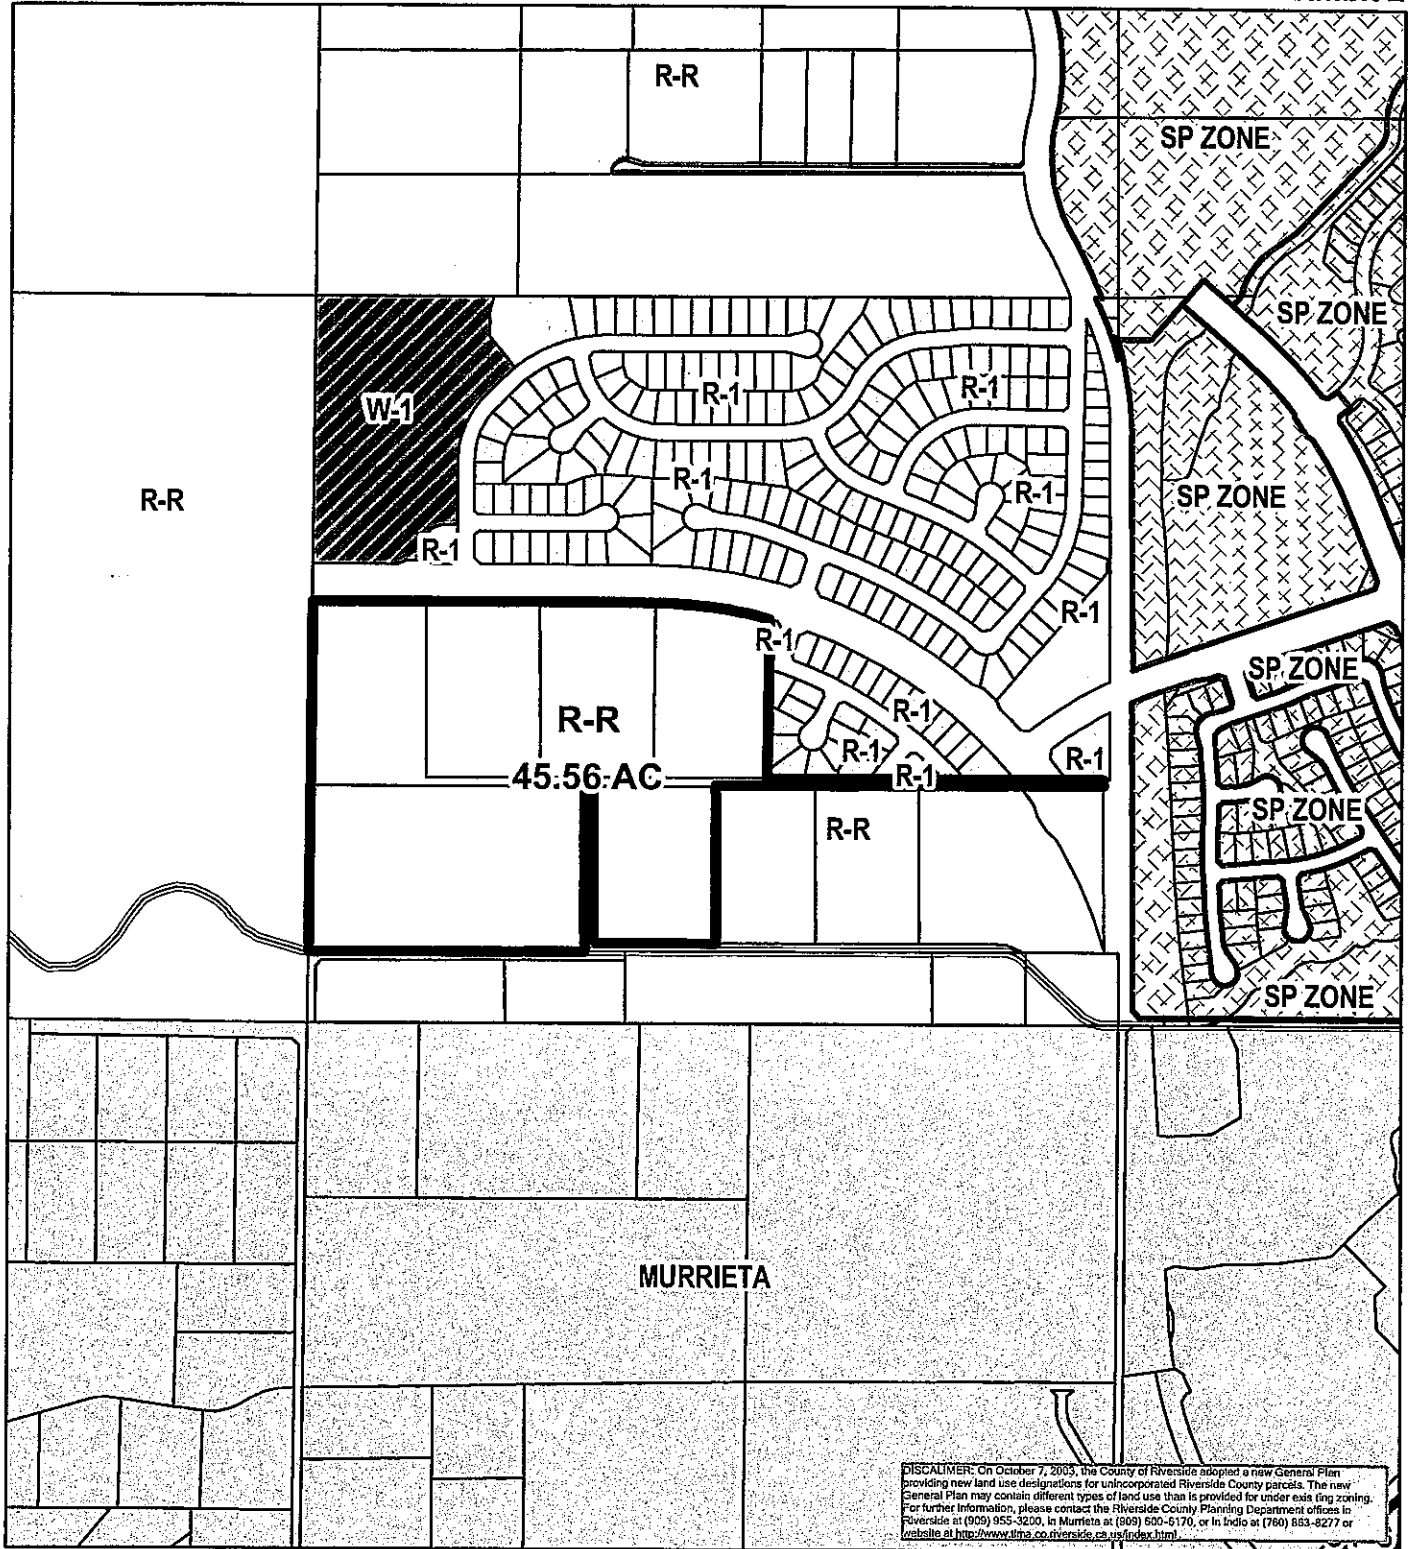 R-R
SP ZONE
SP ZONE
W-1
R-1
R-1
R-R
R-1
R-1
SP ZONE
R-1
R-1
R-1
SP ZONE
R-R
R-1
R-1
R-1
45.56 AC
R-1
SP ZONE
R-R
SP ZONE
MURRIETA
DISCALIMER: On October 7, 2003, the County of Riverside adopted a new General Plan
providing new land use designations for unincorporated Riverside County parcels. The new
General Plan may contain different types of land use than is provided for under existing zoning.
For further information, please contact the Riverside County Planning Department offices in
Riverside at (909) 955-3200, in Murrieta at (909) 600-6170, or in Indio at (760) 863-8277 or
website at http://www.tlma.co.riverside.ca.us/index.html.